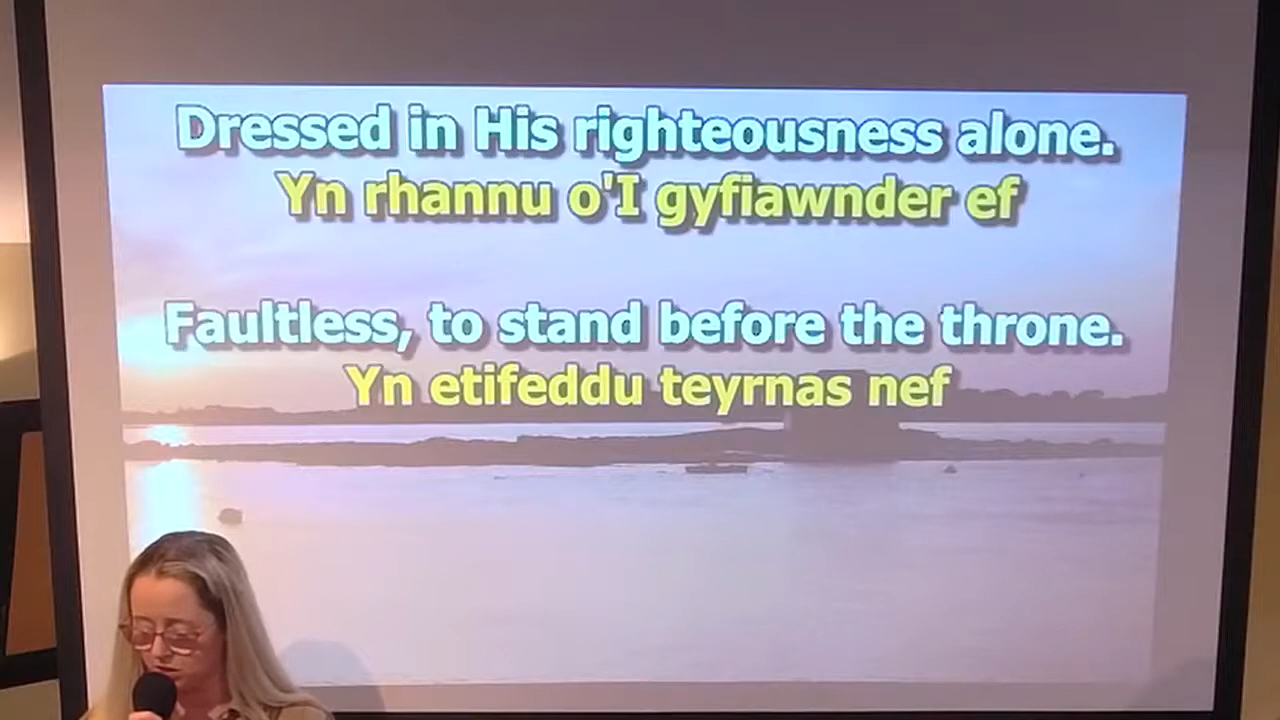 Dressed in His righteousness alone.
Yn rhannu o'I gyfiawnder ef
Faultless, to stand before the throne.
Yn etifeddu teyrnas nef